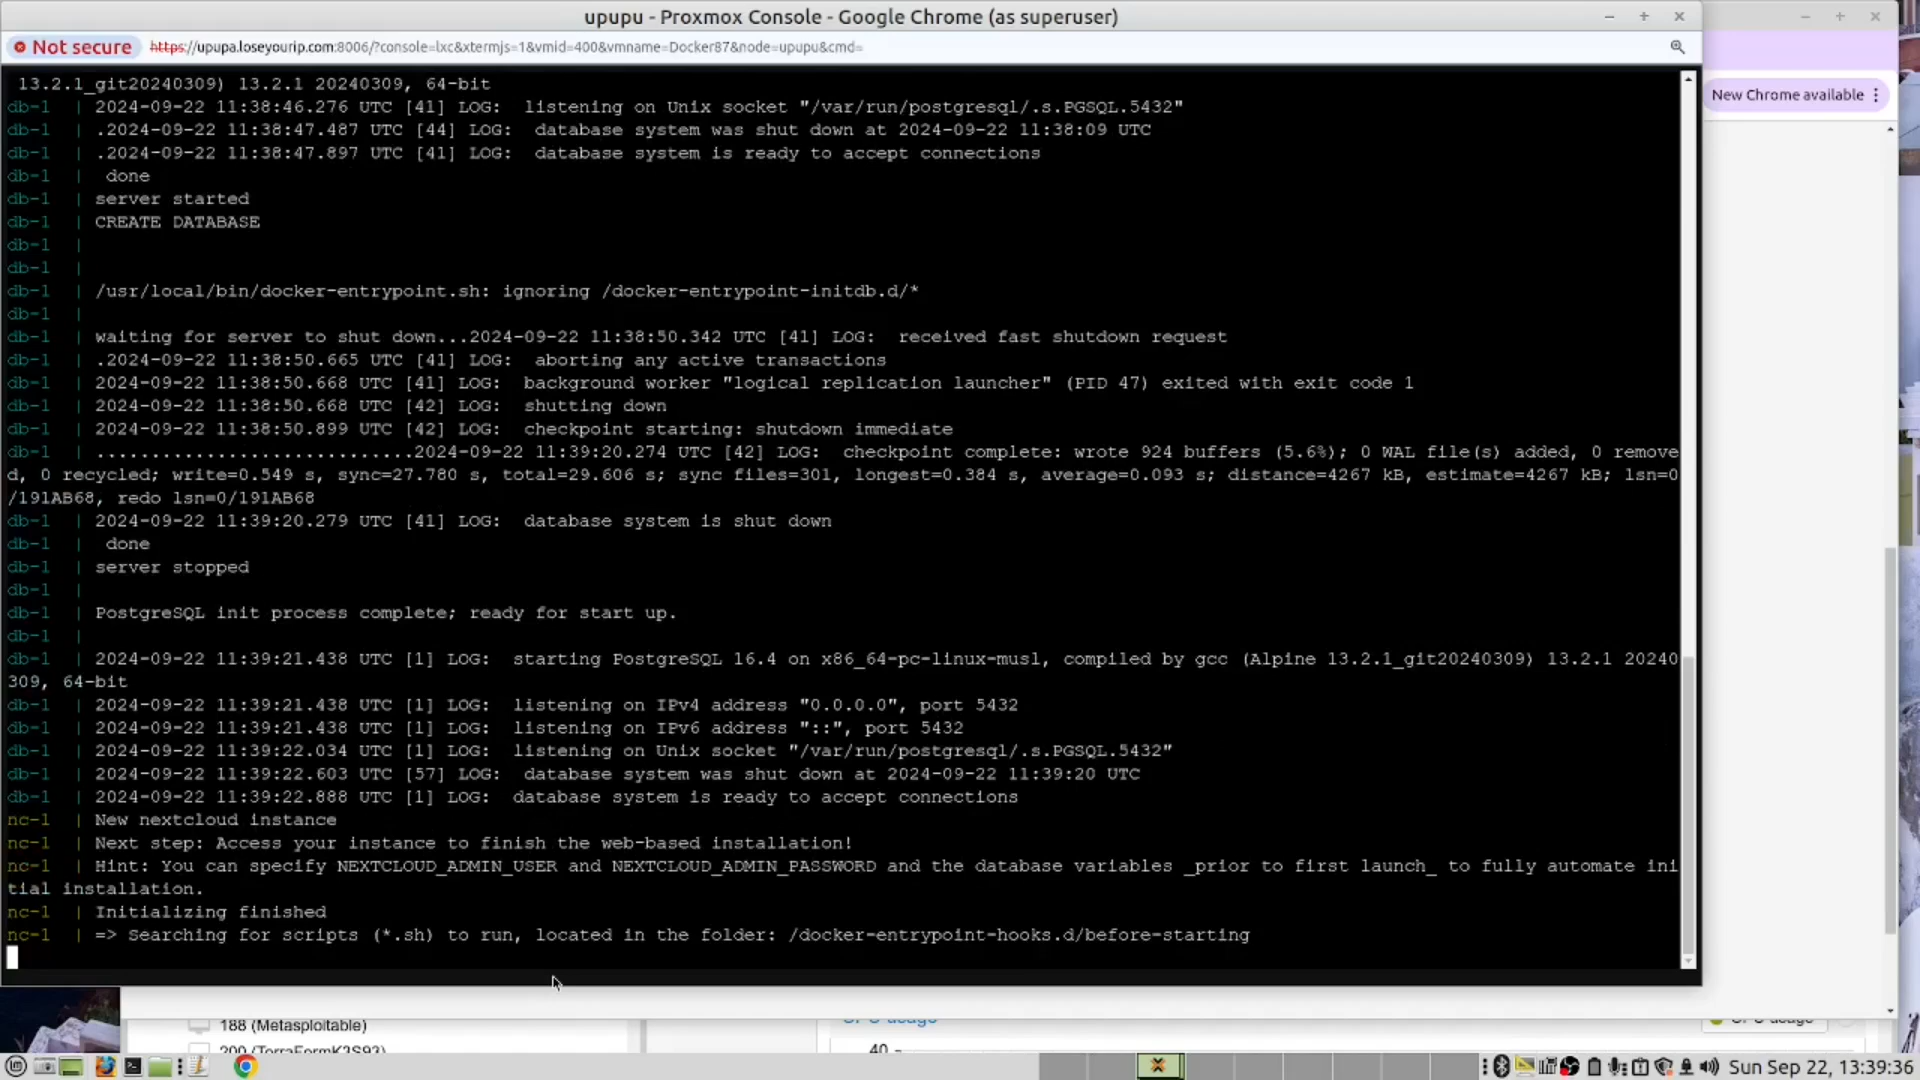 upupu - Proxmox Console - Google Chrome (as superuser)
Not secure https://upupa.loseyourip.com:8006/?console=lxc&xtermjs=1&vmid=400&vmname=Docker87&node=upupu&cmd=
New Chrome available
13.2.1_git20240309) 13.2.1 20240309, 64-bit
db-1 | 2024-09-22 11:38:46.276 UTC [41] LOG: listening on Unix socket "/var/run/postgresql/.s.PGSQL.5432"
db-1 | .2024-09-22 11:38:47.487 UTC [44] LOG: database system was shut down at 2024-09-22 11:38:09 UTC
db-1 | .2024-09-22 11:38:47.897 UTC [41] LOG: database system is ready to accept connections
db-1 | done
db-1 | server started
db-1 | CREATE DATABASE
db-1 |
db-1 |
db-1 | /usr/local/bin/docker-entrypoint.sh: ignoring /docker-entrypoint-initdb.d/*
db-1 |
db-1 | waiting for server to shut down...2024-09-22 11:38:50.342 UTC [41] LOG: received fast shutdown request
db-1 | .2024-09-22 11:38:50.665 UTC [41] LOG: aborting any active transactions
db-1 | 2024-09-22 11:38:50.668 UTC [41] LOG: background worker "logical replication launcher" (PID 47) exited with exit code 1
db-1 | 2024-09-22 11:38:50.668 UTC [42] LOG: shutting down
db-1 | 2024-09-22 11:38:50.899 UTC [42] LOG: checkpoint starting: shutdown immediate
db-1 | .............................2024-09-22 11:39:20.274 UTC [42] LOG: checkpoint complete: wrote 924 buffers (5.6%); 0 WAL file(s) added, 0 remove
d, 0 recycled; write=0.549 s, sync=27.780 s, total=29.606 s; sync files=301, longest=0.384 s, average=0.093 s; distance=4267 kB, estimate=4267 kB; lsn=0
/191AB68, redo lsn=0/191AB68
db-1 | 2024-09-22 11:39:20.279 UTC [41] LOG: database system is shut down
db-1 | done
db-1 | server stopped
db-1 |
db-1 | PostgreSQL init process complete; ready for start up.
db-1 |
db-1 | 2024-09-22 11:39:21.438 UTC [1] LOG: starting PostgreSQL 16.4 on x86_64-pc-linux-musl, compiled by gcc (Alpine 13.2.1_git20240309) 13.2.1 20240
309, 64-bit
db-1 | 2024-09-22 11:39:21.438 UTC [1] LOG: listening on IPv4 address "0.0.0.0", port 5432
db-1 | 2024-09-22 11:39:21.438 UTC [1] LOG: listening on IPv6 address "::", port 5432
db-1 | 2024-09-22 11:39:22.034 UTC [1] LOG: listening on Unix socket "/var/run/postgresql/.s.PGSQL.5432"
db-1 | 2024-09-22 11:39:22.603 UTC [57] LOG: database system was shut down at 2024-09-22 11:39:20 UTC
db-1 | 2024-09-22 11:39:22.888 UTC [1] LOG: database system is ready to accept connections
nc-1 | New nextcloud instance
nc-1 | Next step: Access your instance to finish the web-based installation!
nc-1 | Hint: You can specify NEXTCLOUD_ADMIN_USER and NEXTCLOUD_ADMIN_PASSWORD and the database variables _prior to first launch_ to fully automate ini
tial installation.
nc-1 | Initializing finished
nc-1 | => Searching for scripts (*.sh) to run, located in the folder: /docker-entrypoint-hooks.d/before-starting
188 (Metasploitable)
200 (TerraFormK3S93)
40
Sun Sep 22, 13:39:36